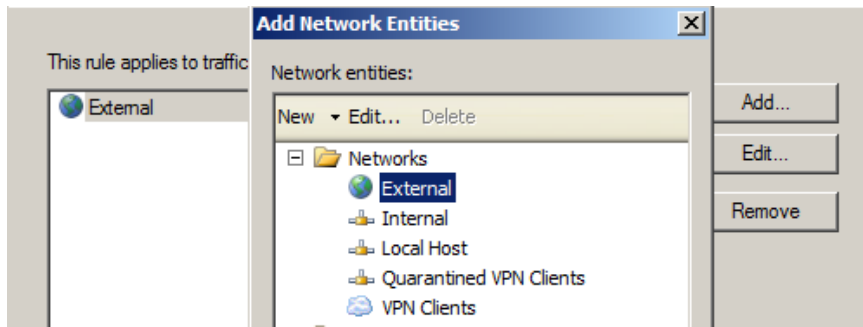 Add Network Entities
This rule applies to traffic
Network entities:
External
New Edit... Delete
Add...
Networks
Edit...
External
Internal
Remove
Local Host
Quarantined VPN Clients
VPN Clients